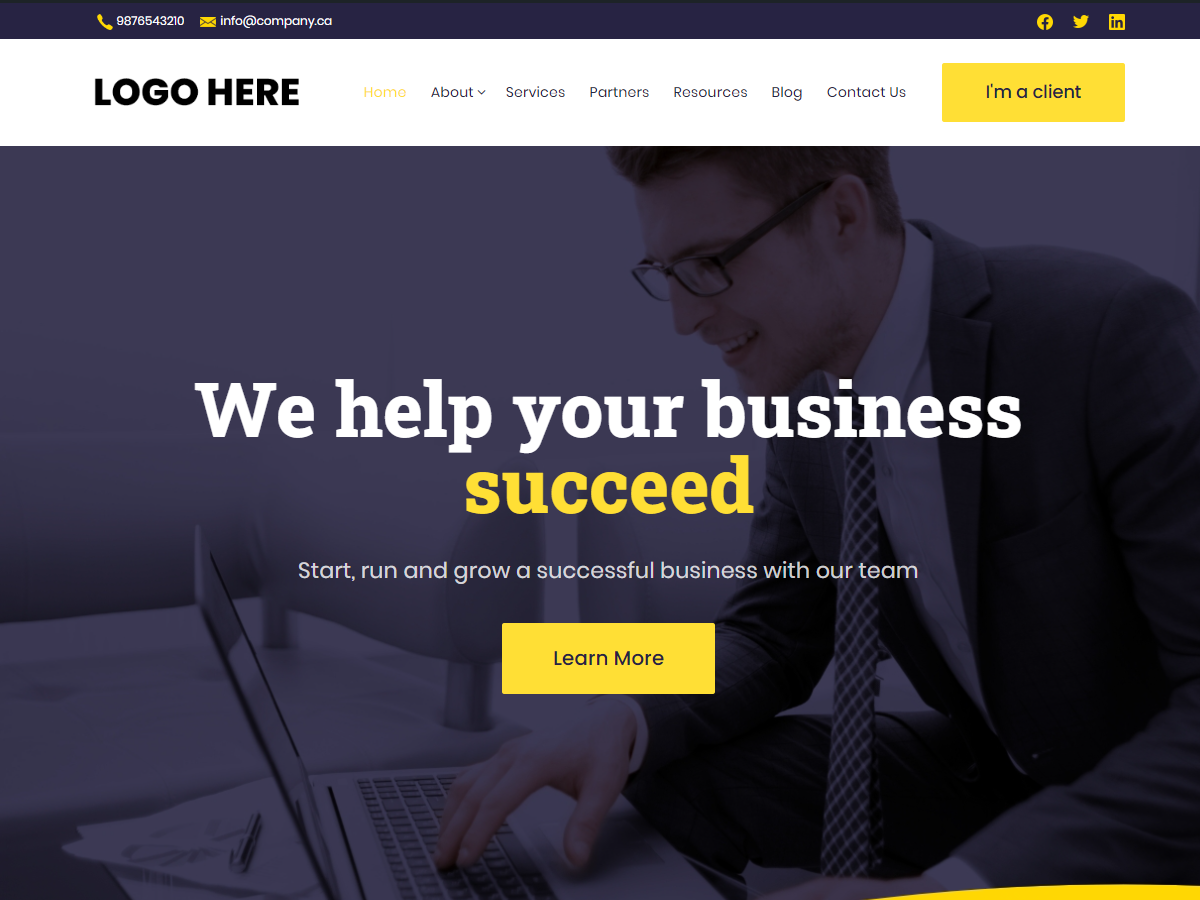 9876543210 info@company.ca
LOGO HERE
Home About Services Partners Resources Blog Contact Us
I'm a client
We help your business
succeed
Start, run and grow a successful business with our team
Learn More